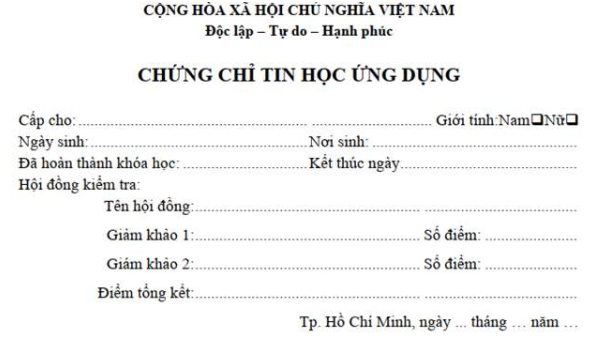 CỘNG HÒA XÃ HỘI CHỦ NGHĨA VIỆT NAM
Độc lập – Tự do – Hạnh phúc
CHỨNG CHỈ TIN HỌC ỨNG DỤNG
Cấp cho: ........................................................................ Giới tính:Nam❑Nữ❑
Ngày sinh: ............................................ Nơi sinh: ..........................................
Đã hoàn thành khóa học: ......................... Kết thúc ngày....................................
Hội đồng kiểm tra:
Tên hội đồng: .............................................................................
Giám khảo 1: ............................................. Số điểm: ...................
Giám khảo 2: ............................................. Số điểm: ...................
Điểm tổng kết: ............................................................................
Tp. Hồ Chí Minh, ngày ... tháng … năm …